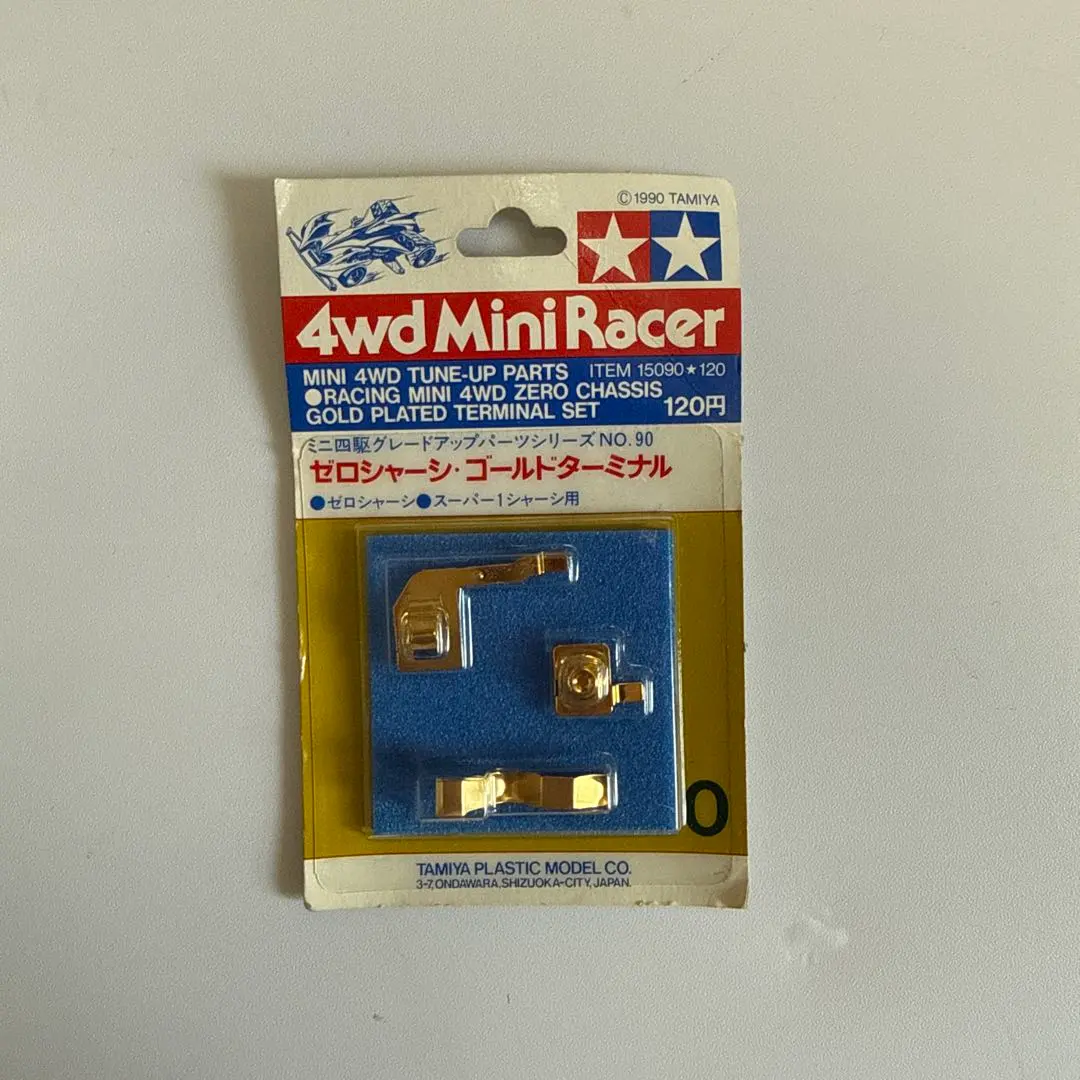 ©1990 TAMIYA
4wd Mini Racer
MINI 4WD TUNE-UP PARTS ITEM 15090★120
●RACING MINI 4WD ZERO CHASSIS
GOLD PLATED TERMINAL SET 120円
ミニ四駆グレードアップパーツシリーズNO.90
ゼロシャーシ・ゴールドターミナル
●ゼロシャーシ●スーパー1シャーシ用
0
TAMIYA PLASTIC MODEL CO.
3-7, ONDAWARA, SHIZUOKA-CITY, JAPAN.